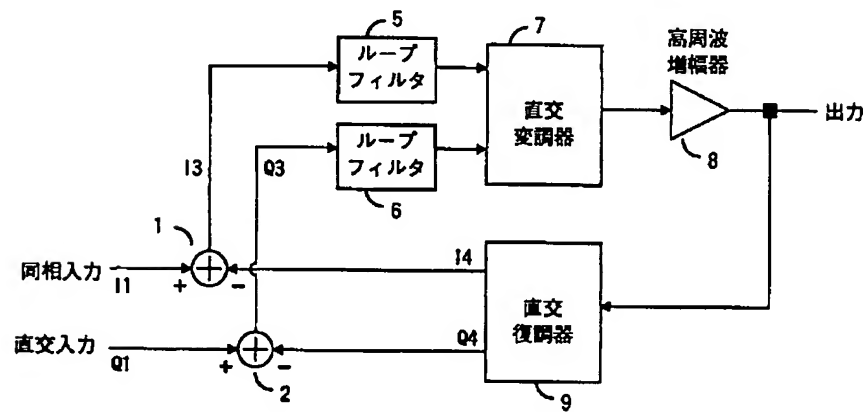 5
ループ
フィルタ
7
直交
変調器
高周波
増幅器
8
出力
I3
Q3
ループ
フィルタ
6
1
同相入力
I1
+
-
I4
直交入力
Q1
+
-
2
Q4
直交
復調器
9